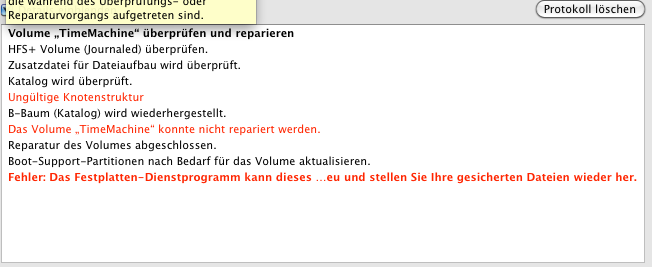 die während des Überprüfungs- oder
Reparaturvorgangs aufgetreten sind.
Protokoll löschen
Volume „TimeMachine“ überprüfen und reparieren
HFS+ Volume (Journaled) überprüfen.
Zusatzdatei für Dateiaufbau wird überprüft.
Katalog wird überprüft.
Ungültige Knotenstruktur
B-Baum (Katalog) wird wiederhergestellt.
Das Volume „TimeMachine“ konnte nicht repariert werden.
Reparatur des Volumes abgeschlossen.
Boot-Support-Partitionen nach Bedarf für das Volume aktualisieren.
Fehler: Das Festplatten-Dienstprogramm kann dieses …eu und stellen Sie Ihre gesicherten Dateien wieder her.